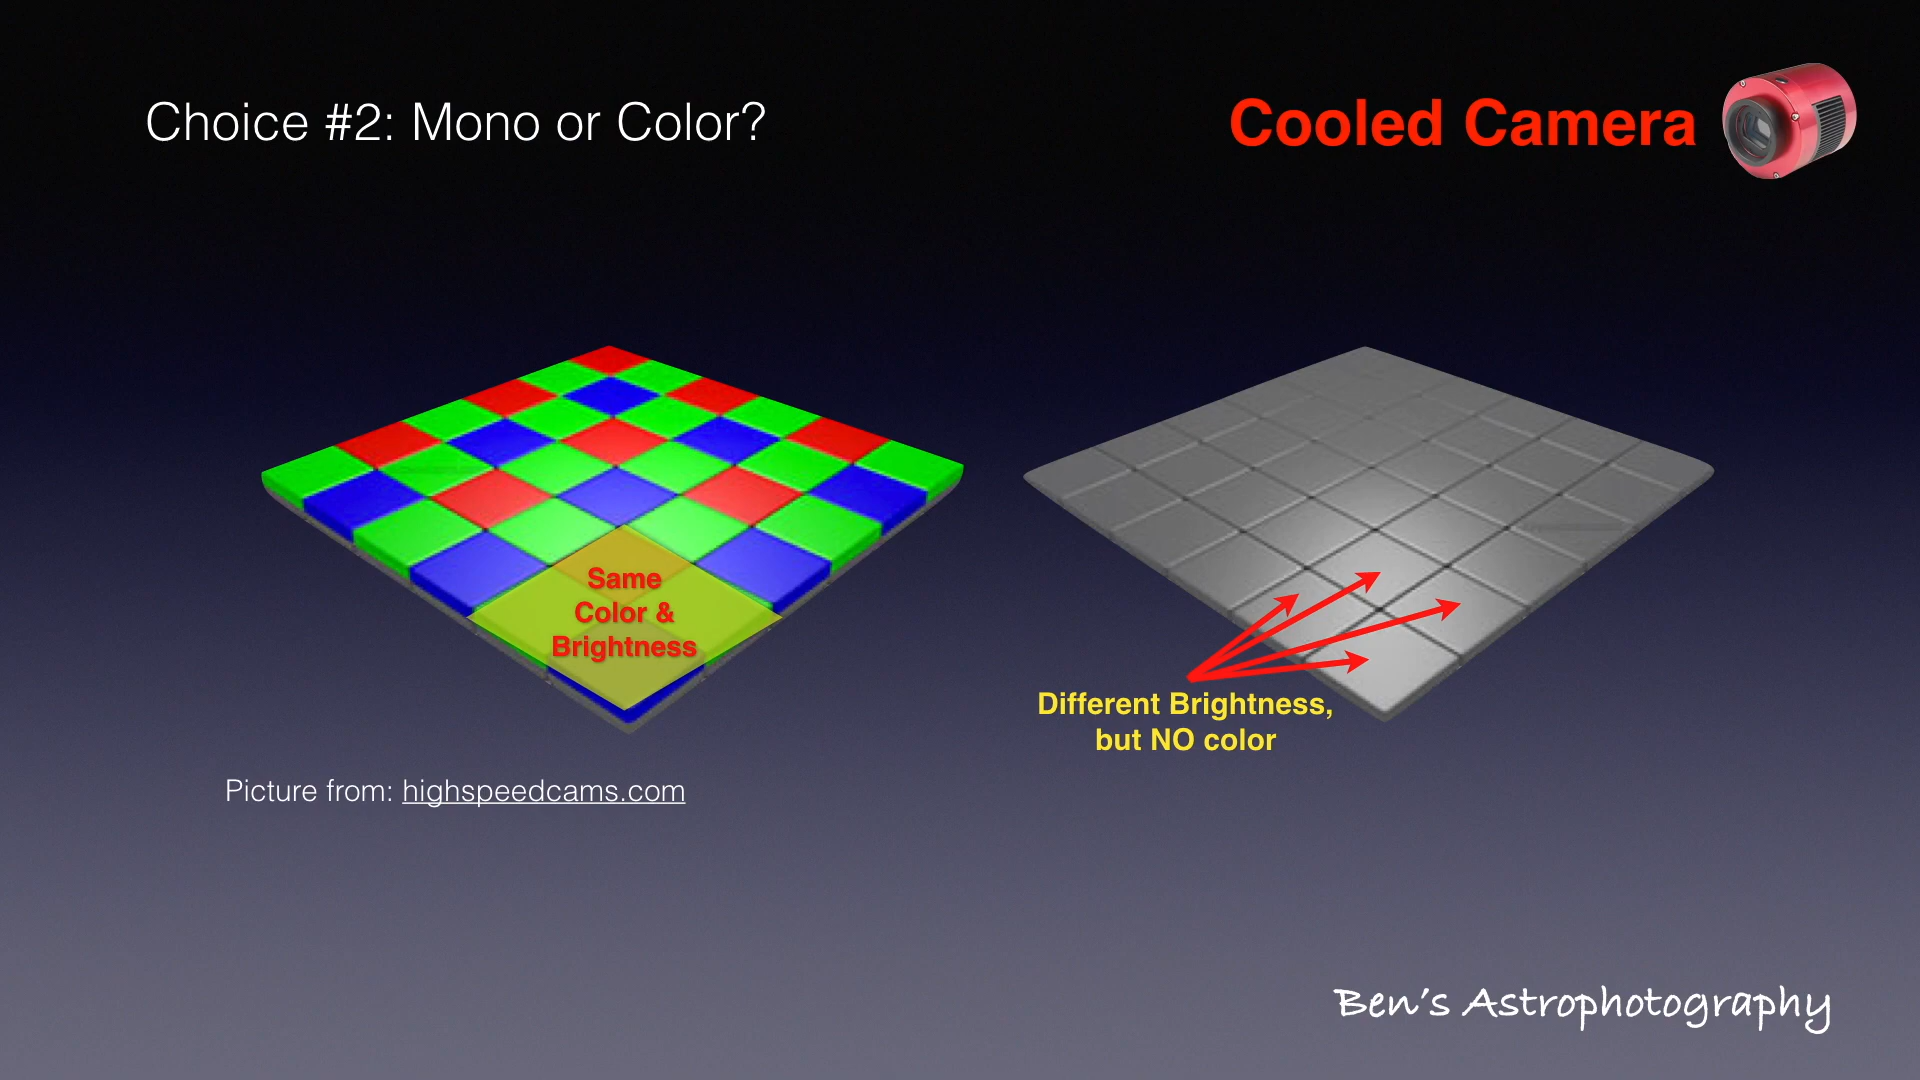 Choice #2: Mono or Color?
Cooled Camera
Same
Color &
Brightness
Different Brightness,
but NO color
Picture from: highspeedcams.com
Ben's Astrophotography